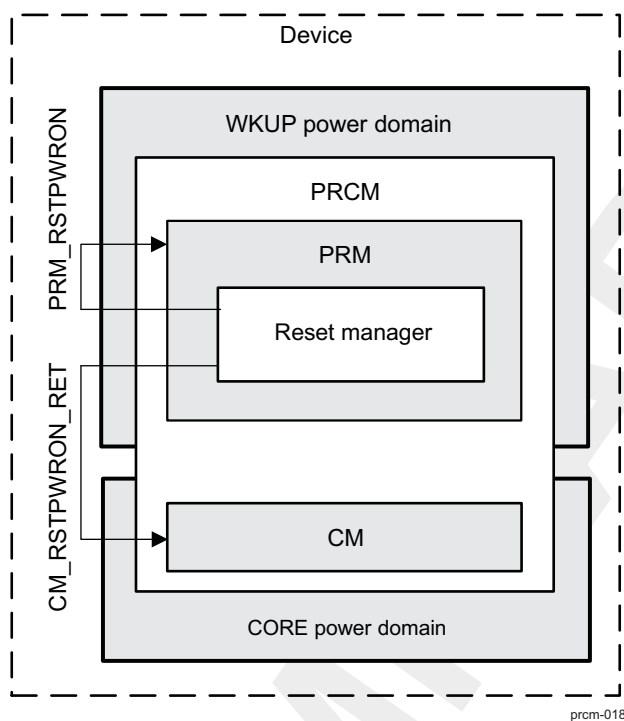 Device
WKUP power domain
PRM_RSTPWRON
PRCM
PRM
Reset manager
CM_RSTPWRON_RET
CM
CORE power domain
prcm-018